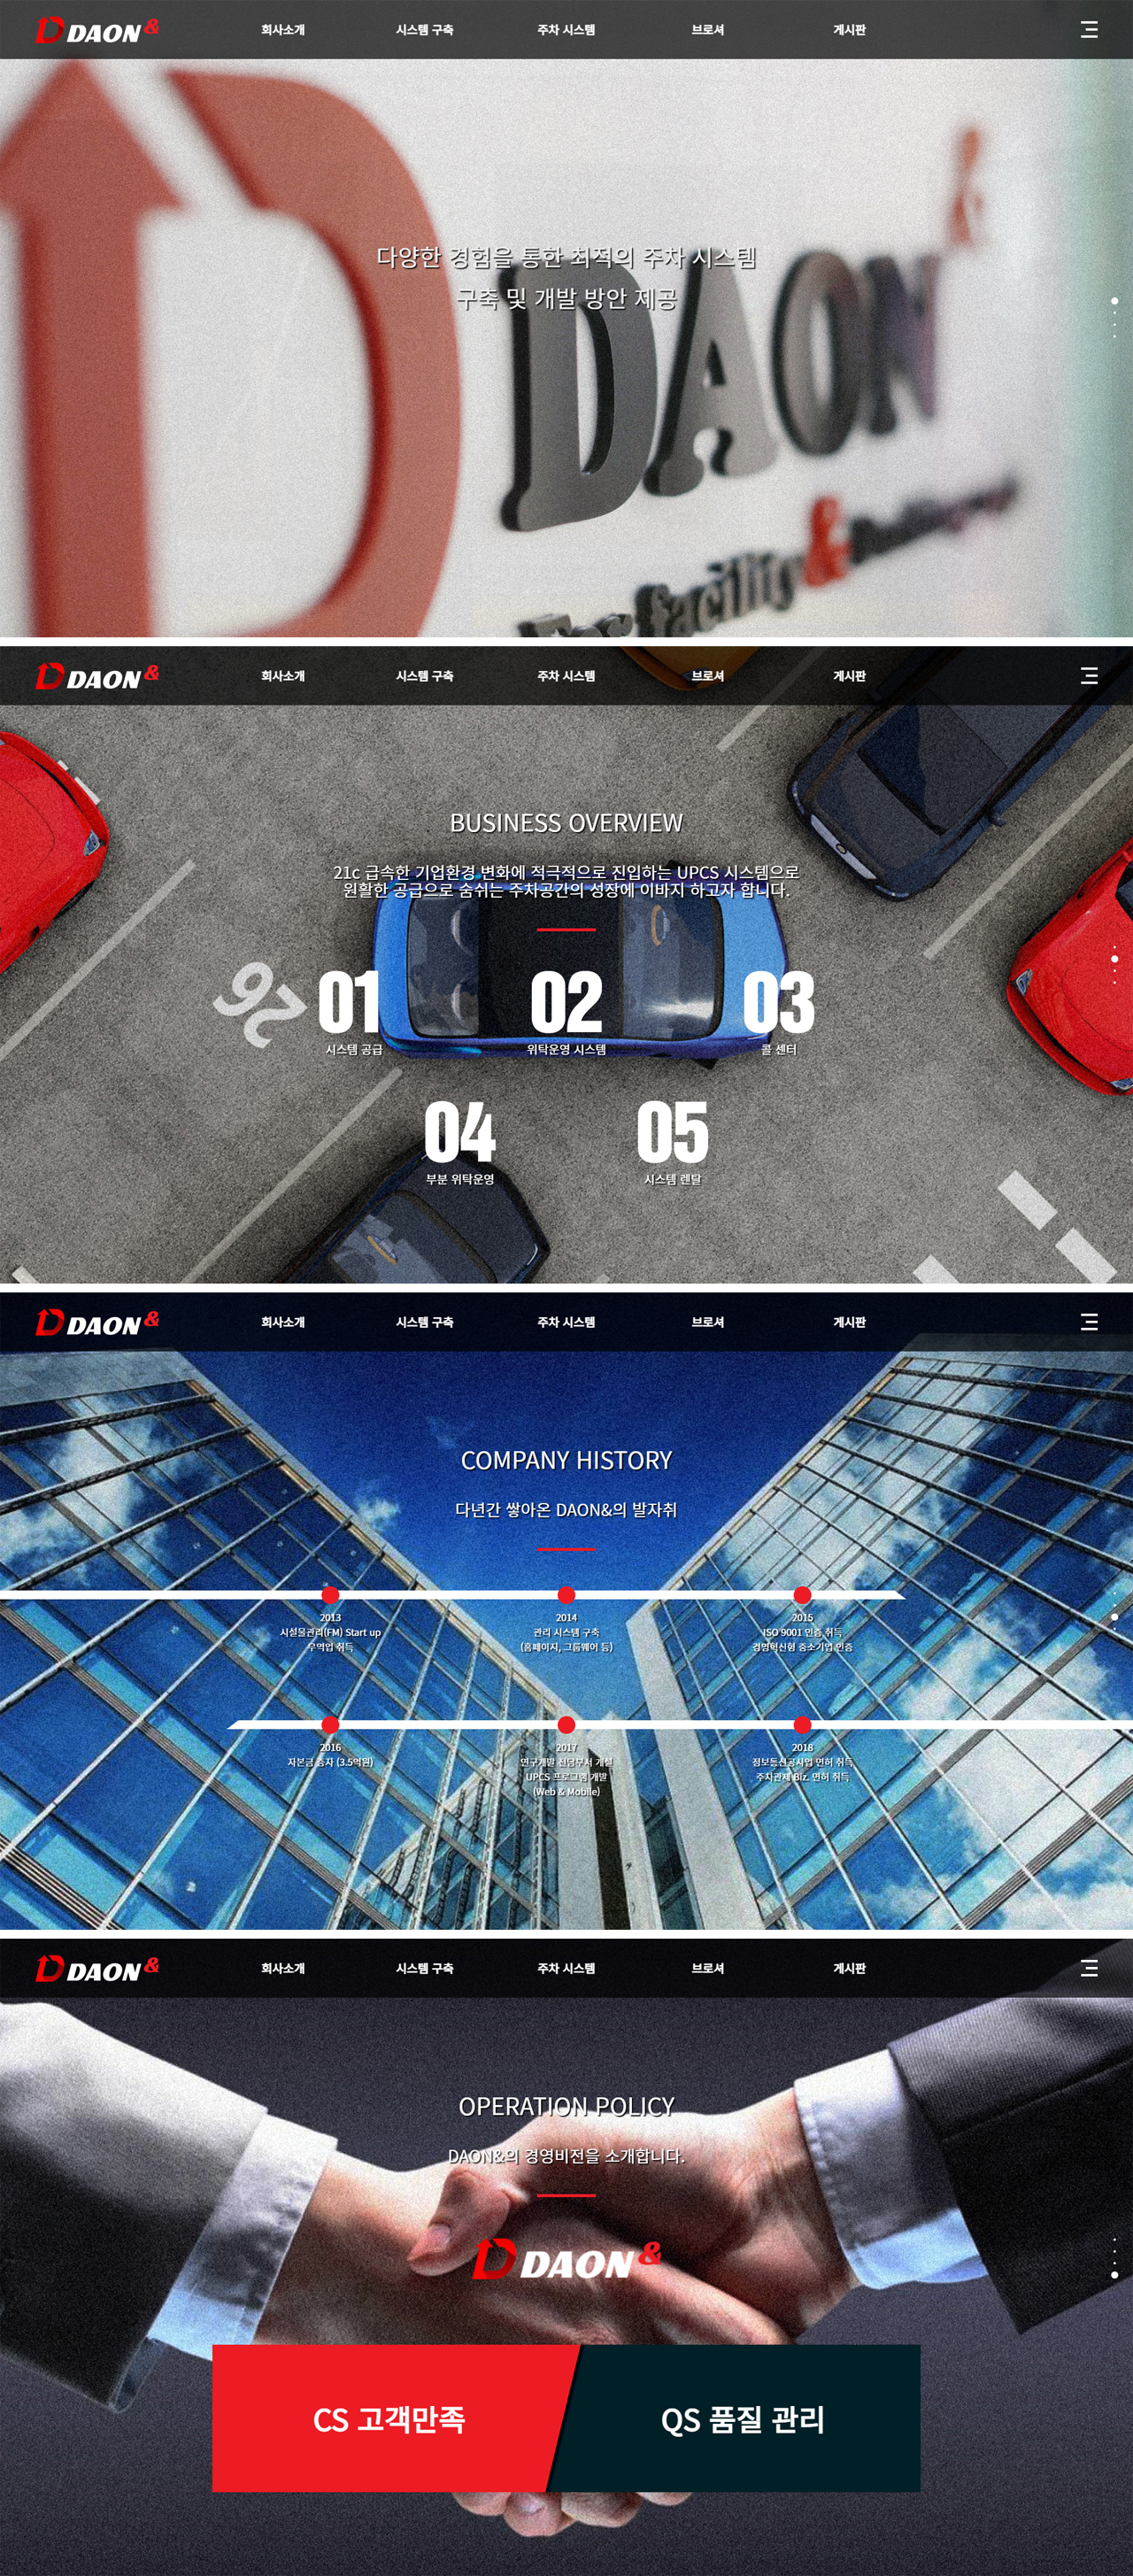 DAON&
회사소개
시스템 구축
주차 시스템
브로셔
게시판
다양한 경험을 통한 최적의 주차 시스템
구축 및 개발 방안 제공
DAON &
For facility &
DAON&
회사소개
시스템 구축
주차 시스템
브로셔
게시판
BUSINESS OVERVIEW
21c 급속한 기업환경 변화에 적극적으로 진입하는 UPCS 시스템으로
원활한 공급으로 숨쉬는 주차공간의 성장에 이바지 하고자 합니다.
01
시스템 공급
02
위탁운영 시스템
03
콜 센터
04
부분 위탁운영
05
시스템 렌탈
DAON&
회사소개
시스템 구축
주차 시스템
브로셔
게시판
COMPANY HISTORY
다년간 쌓아온 DAON&의 발자취
2013
시설물관리(FM) Start up
무역업 취득
2014
관리 시스템 구축
(홈페이지, 그룹웨어 등)
2015
ISO 9001 인증 취득
경영혁신형 중소기업 인증
2016
자본금 증자 (3.5억원)
2017
연구개발 전담부서 개설
UPCS 프로그램 개발
(Web & Mobile)
2018
정보통신공사업 면허 취득
주차관제 Biz. 면허 취득
DAON&
회사소개
시스템 구축
주차 시스템
브로셔
게시판
OPERATION POLICY
DAON&의 경영비전을 소개합니다.
DAON&
CS 고객만족
QS 품질 관리